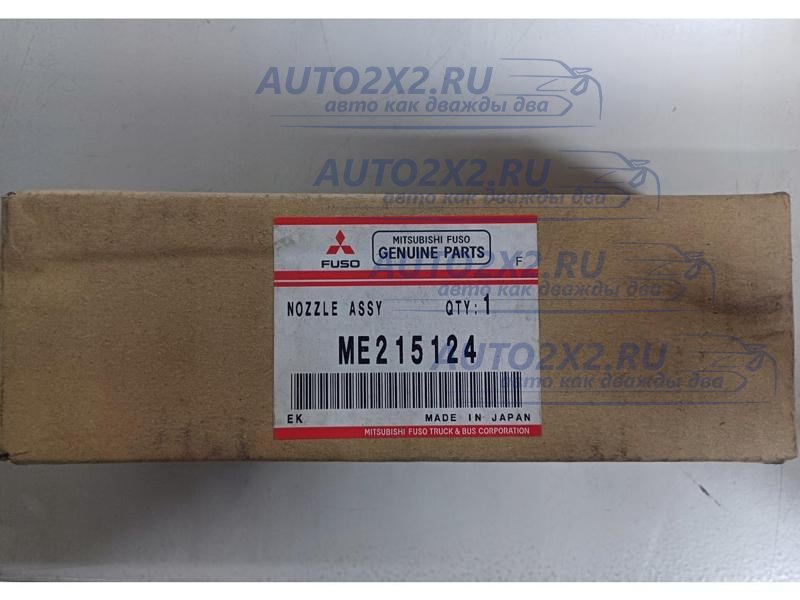 AUTO2X2.RU
авто как дважды два
AUTO2X2.RU
авто как дважды два
FUSO
MITSUBISHI FUSO
GENUINE PARTS
F
AUTO2X2.RU
авто как дважды два
NOZZLE ASSY QTY: 1
ME215124
AUTO2X2.RU
авто как дважды два
EK MADE IN JAPAN
MITSUBISHI FUSO TRUCK & BUS CORPORATION